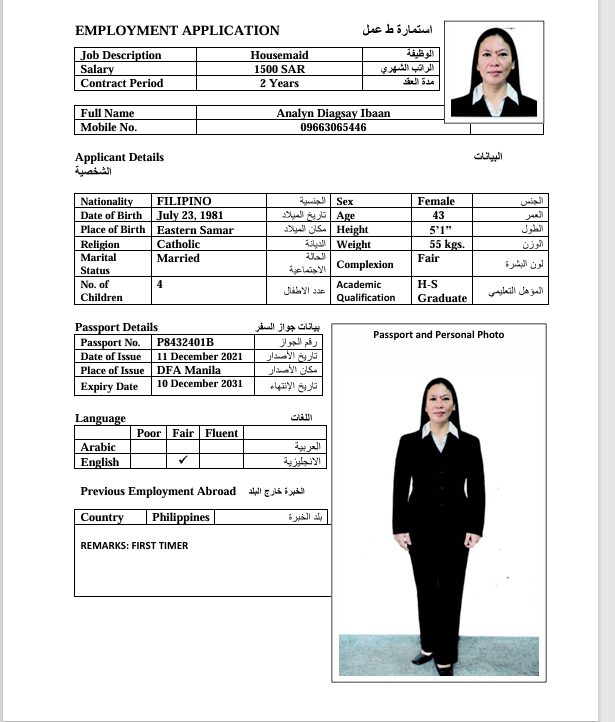 EMPLOYMENT APPLICATION استمارة ط عمل
Job Description Housemaid الوظيفة
Salary 1500 SAR الراتب الشهري
Contract Period 2 Years مدة العقد
Full Name Analyn Diagsay Ibaan
Mobile No. 09663065446
Applicant Details البيانات
الشخصية
Nationality FILIPINO الجنسية Sex Female الجنس
Date of Birth July 23, 1981 تاريخ الميلاد Age 43 العمر
Place of Birth Eastern Samar مكان الميلاد Height 5’1” الطول
Religion Catholic الديانة Weight 55 kgs. الوزن
Marital Status Married الحالة الاجتماعية Complexion Fair لون البشرة
No. of Children 4 عدد الاطفال Academic Qualification H-S Graduate المؤهل التعليمي
Passport Details بيانات جواز السفر
Passport No. P8432401B رقم الجواز
Date of Issue 11 December 2021 تاريخ الأصدار
Place of Issue DFA Manila مكان الأصدار
Expiry Date 10 December 2031 تاريخ الإنتهاء
Passport and Personal Photo
Language اللغات
Poor Fair Fluent
Arabic العربية
English ✓ الانجليزية
Previous Employment Abroad الخبرة خارج البلد
Country Philippines بلد الخبرة
REMARKS: FIRST TIMER